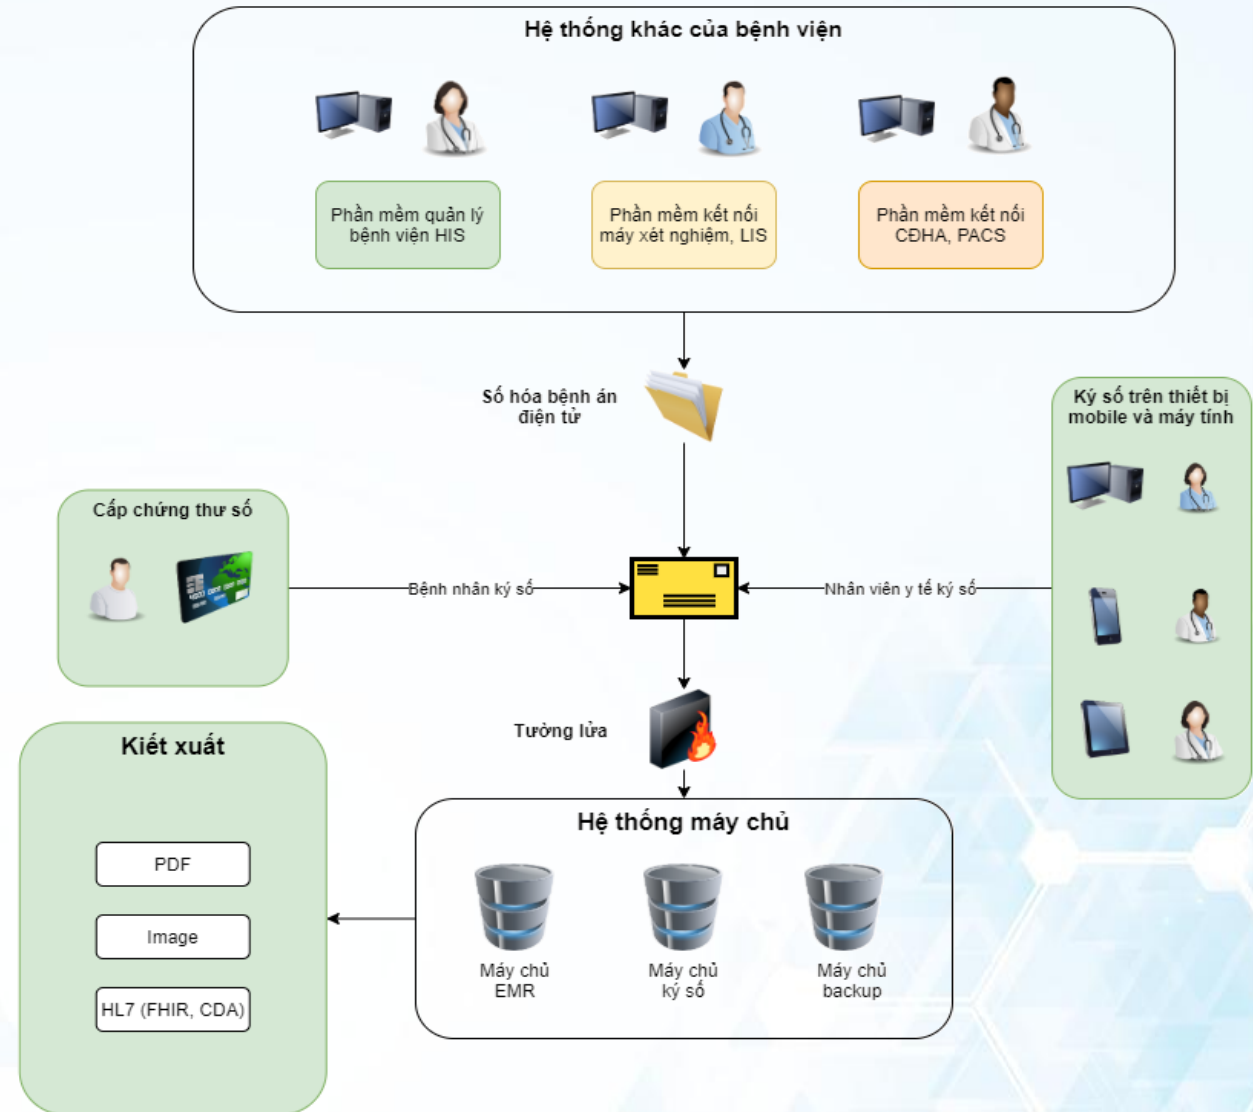 Hệ thống khác của bệnh viện
Phần mềm quản lý
bệnh viện HIS
Phần mềm kết nối
máy xét nghiệm, LIS
Phần mềm kết nối
CĐHA, PACS
Số hóa bệnh án
điện tử
Ký số trên thiết bị
mobile và máy tính
Cấp chứng thư số
Bệnh nhân ký số
Nhân viên y tế ký số
Tường lửa
Kiết xuất
PDF
Image
HL7 (FHIR, CDA)
Hệ thống máy chủ
Máy chủ
EMR
Máy chủ
ký số
Máy chủ
backup